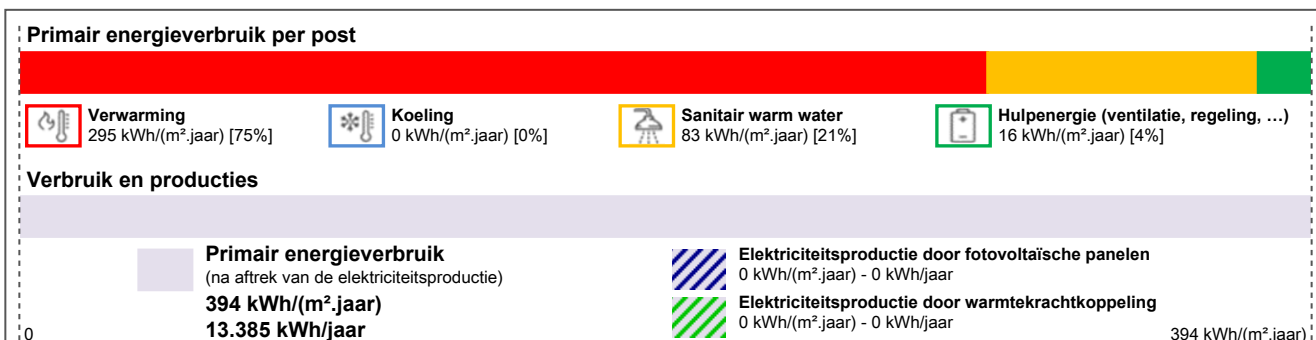 Primair energieverbruik per post
Verwarming
295 kWh/(m².jaar) [75%]
Koeling
0 kWh/(m².jaar) [0%]
Sanitair warm water
83 kWh/(m².jaar) [21%]
Hulpenergie (ventilatie, regeling, …)
16 kWh/(m².jaar) [4%]
Verbruik en producties
Primair energieverbruik
(na aftrek van de elektriciteitsproductie)
394 kWh/(m².jaar)
13.385 kWh/jaar
Elektriciteitsproductie door fotovoltaïsche panelen
0 kWh/(m².jaar) - 0 kWh/jaar
Elektriciteitsproductie door warmtekrachtkoppeling
0 kWh/(m².jaar) - 0 kWh/jaar
0
394 kWh/(m².jaar)